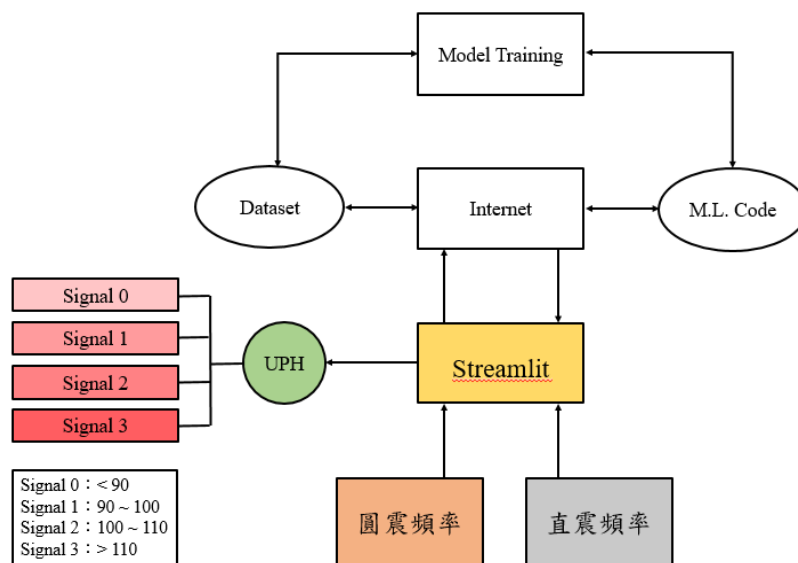 Model Training
Dataset
Internet
M.L. Code
Signal 0
Signal 1
Signal 2
Signal 3
UPH
Streamlit
Signal 0：< 90
Signal 1：90 ~ 100
Signal 2：100 ~ 110
Signal 3：> 110
圓震頻率
直震頻率